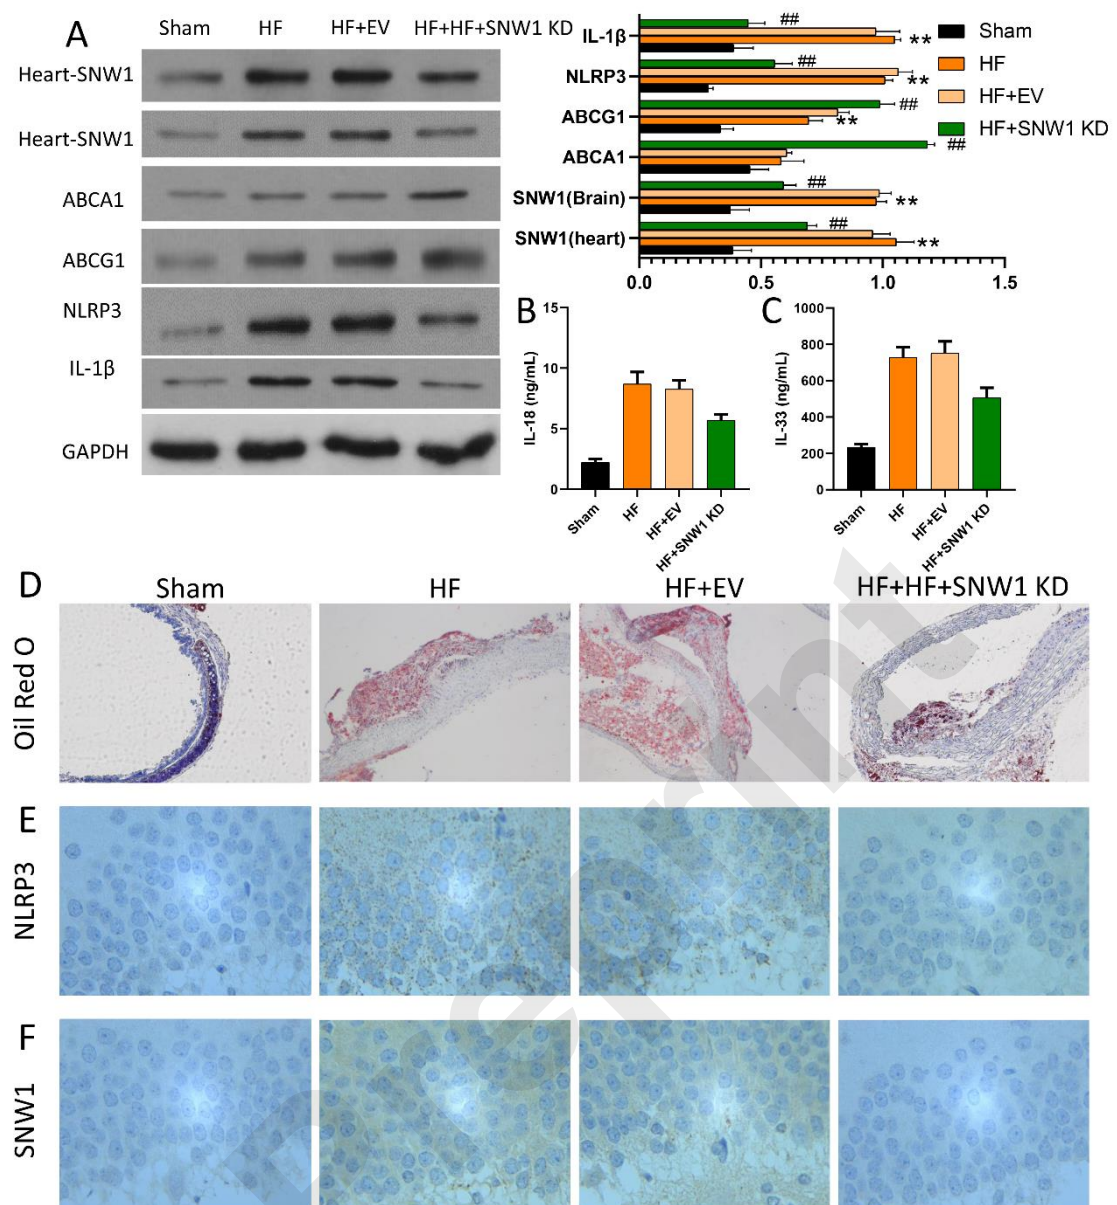 A
Sham HF HF+EV HF+HF+SNW1 KD
Heart-SNW1
Heart-SNW1
ABCA1
ABCG1
NLRP3
IL-1β
GAPDH
IL-1β ## **
NLRP3 ## **
ABCG1 ## **
ABCA1 ##
SNW1(Brain) ## **
SNW1(heart) ## **
0.0 0.5 1.0 1.5
Sham
HF
HF+EV
HF+SNW1 KD
B
IL-18 (ng/mL)
15
10
5
0
Sham HF HF+EV HF+SNW1 KD
C
IL-33 (ng/mL)
1000
800
600
400
200
0
Sham HF HF+EV HF+SNW1 KD
D
Sham HF HF+EV HF+HF+SNW1 KD
Oil Red O
E
NLRP3
F
SNW1
Preprint